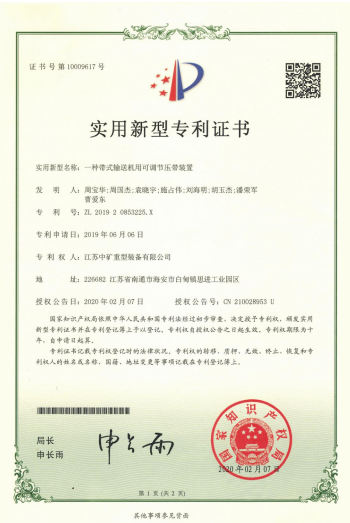 证书号第10009617号
实用新型专利证书
实用新型名称：一种带式输送机用可调节压带装置
发 明 人：周宝华;周国杰;袁晓宇;施占伟;刘海明;胡玉杰;潘荣军
曹爱东
专 利 号：ZL 2019 2 0853225.X
专利申请日：2019年06月06日
专 利 权 人：江苏中矿重型装备有限公司
地 址：226682 江苏省南通市海安市白甸镇思进工业园区
授权公告日：2020年02月07日 授权公告号：CN 210028953 U
国家知识产权局依照中华人民共和国专利法经过初步审查，决定授予专利权，颁发实用
新型专利证书并在专利登记簿上予以登记。专利权自授权公告之日起生效。专利权期限为十
年，自申请日起算。
专利证书记载专利权登记时的法律状况。专利权的转移、质押、无效、终止、恢复和专
利权人的姓名或名称、国籍、地址变更等事项记载在专利登记簿上。
局长
申长雨
申长雨
国家知识产权局
2020年02月07日
第1页(共2页)
其他事项参见背面